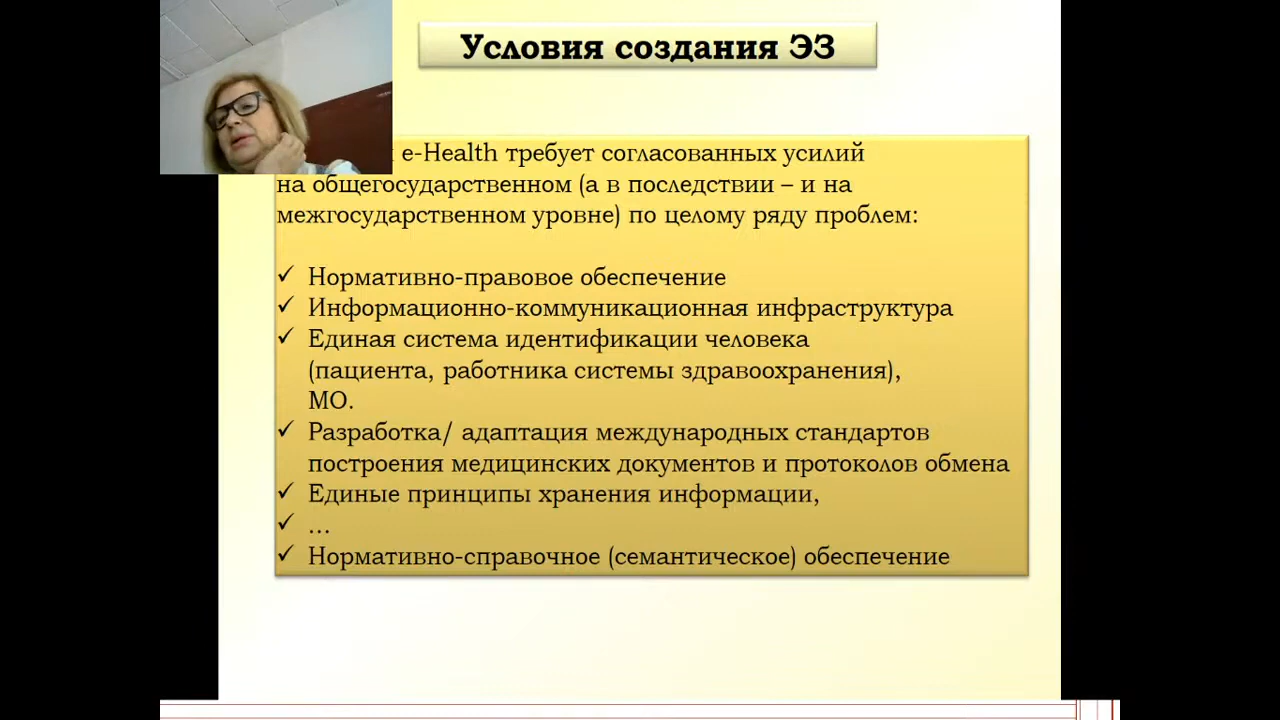 Условия создания ЭЗ
e-Health требует согласованных усилий
на общегосударственном (а в последствии – и на
межгосударственном уровне) по целому ряду проблем:
✓ Нормативно-правовое обеспечение
✓ Информационно-коммуникационная инфраструктура
✓ Единая система идентификации человека
(пациента, работника системы здравоохранения),
МО.
✓ Разработка/ адаптация международных стандартов
построения медицинских документов и протоколов обмена
✓ Единые принципы хранения информации,
✓ ...
✓ Нормативно-справочное (семантическое) обеспечение